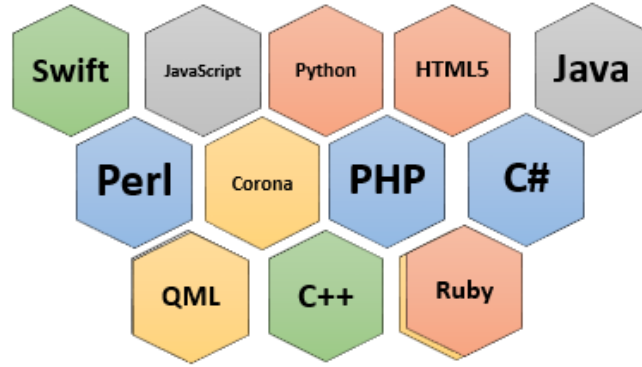 Swift
JavaScript
Python
HTML5
Java
Perl
Corona
PHP
C#
QML
C++
Ruby